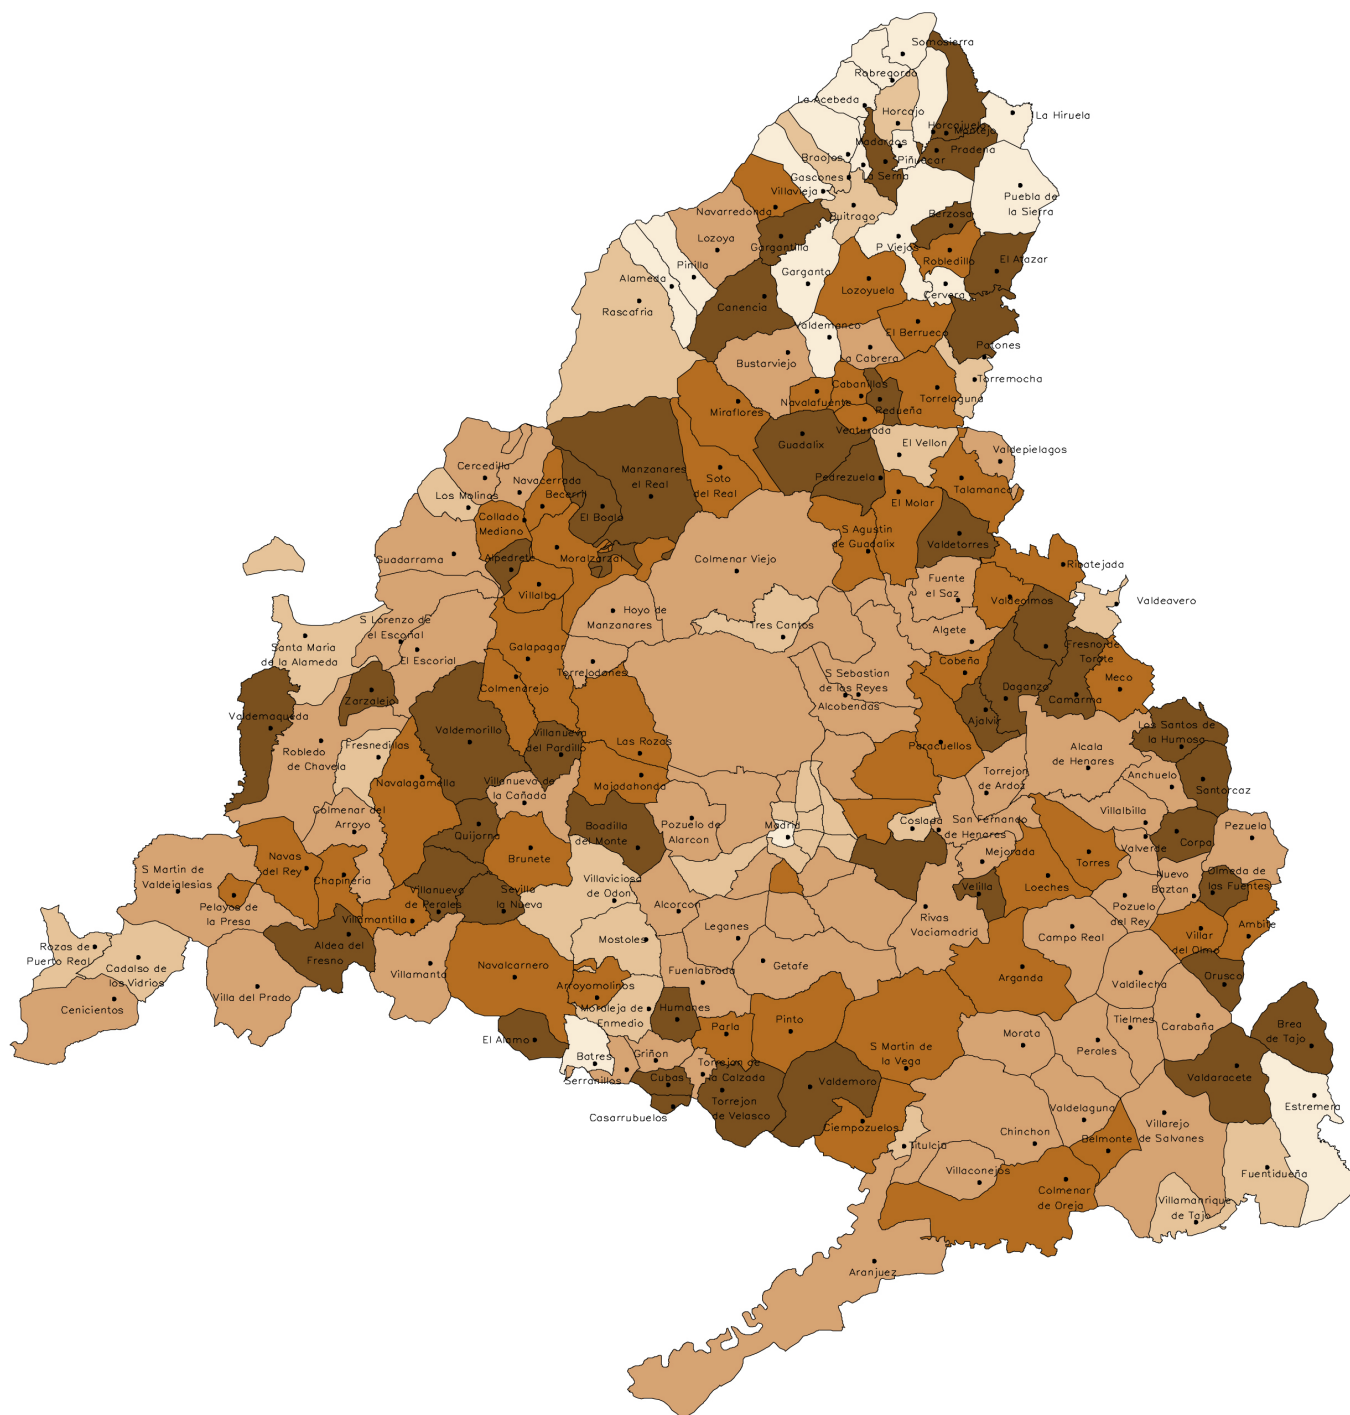 Somosierra
Robregordo
La Acebeda
La Hiruela
Horcajo
Horcajuelo
Montejo
Madarcos
Pradena
Braojos
Piñuecar
La Serna
Gascones
Villavieja
Puebla de
la Sierra
Navarredonda
Buitrago
Berzosa
Lozoya
Gargantilla
P Viejos
Robledillo
El Atazar
Pinilla
Alameda
Garganta
Lozoyuela
Cervera
Rascafria
Canencia
Valdemanco
El Berrueco
Patones
Bustarviejo
La Cabrera
Torremocha
Cabanillas
Miraflores
Navalafuente
Redueña
Torrelaguna
Venturada
Guadalix
El Vellon
Valdepielagos
Cercedilla
Manzanares
el Real
Soto
del Real
Pedrezuela
Navacerrada
Talamanca
Los Molinos
Becerril
El Molar
El Boalo
Collado
Mediano
S Agustin
de Guadalix
Valdetorres
Guadarrama
Alpedrete
Moralzarzal
Colmenar Viejo
Ribatejada
Villalba
Fuente
el Saz
Valdeolmos
Valdeavero
Hoyo de
Manzanares
S Lorenzo de
el Escorial
Tres Cantos
Algete
Santa Maria
de la Alameda
El Escorial
Galapagar
Fresno de
Torote
Torrelodones
Cobeña
S Sebastian
de los Reyes
Colmenarejo
Daganzo
Camarma
Meco
Zarzalejo
Alcobendas
Ajalvir
Valdemaqueda
Valdemorillo
Villanueva
del Pardillo
Los Santos de
la Humosa
Robledo
de Chavela
Fresnedillas
Las Rozas
Paracuellos
Alcala
de Henares
Navalagamella
Villanueva de
la Cañada
Majadahonda
Torrejon
de Ardoz
Anchuelo
Santorcaz
Colmenar del
Arroyo
Villalbilla
Quijorna
Boadilla
del Monte
Pozuelo de
Alarcon
Madrid
Coslada
San Fernando
de Henares
Corpa
Pezuela
Valverde
Navas
del Rey
Brunete
Mejorada
Torres
S Martin de
Valdeiglesias
Chapineria
Loeches
Nuevo
Baztan
Olmeda de
las Fuentes
Villaviciosa
de Odon
Velilla
Pelayos de
la Presa
Villanueva
de Perales
Sevilla
la Nueva
Alcorcon
Rivas
Vaciamadrid
Pozuelo
del Rey
Villamantilla
Leganes
Campo Real
Villar
del Olmo
Ambite
Rozas de
Puerto Real
Aldea del
Fresno
Mostoles
Cadalso de
los Vidrios
Villamanta
Navalcarnero
Fuenlabrada
Getafe
Arganda
Valdilecha
Orusco
Villa del Prado
Arroyomolinos
Cenicientos
Moraleja de
Enmedio
Humanes
Tielmes
Carabaña
Brea
de Tajo
Parla
Pinto
Morata
Perales
El Alamo
Batres
Griñon
S Martin de
la Vega
Serranillos
Torrejon de
la Calzada
Cubas
Valdemoro
Valdaracete
Casarrubuelos
Torrejon
de Velasco
Estremera
Ciempozuelos
Valdelaguna
Villarejo
de Salvanes
Chinchon
Titulcia
Belmonte
Villaconejos
Fuentidueña
Colmenar
de Oreja
Villamanrique
de Tajo
Aranjuez